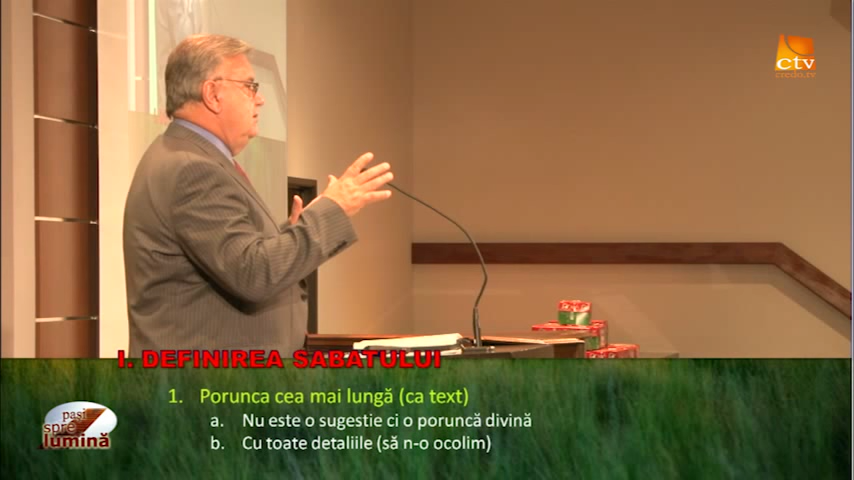 ctv
credo.tv
I. DEFINIREA SABATULUI
1. Porunca cea mai lungă (ca text)
a. Nu este o sugestie ci o poruncă divină
b. Cu toate detaliile (să n-o ocolim)
pași
spre
lumină